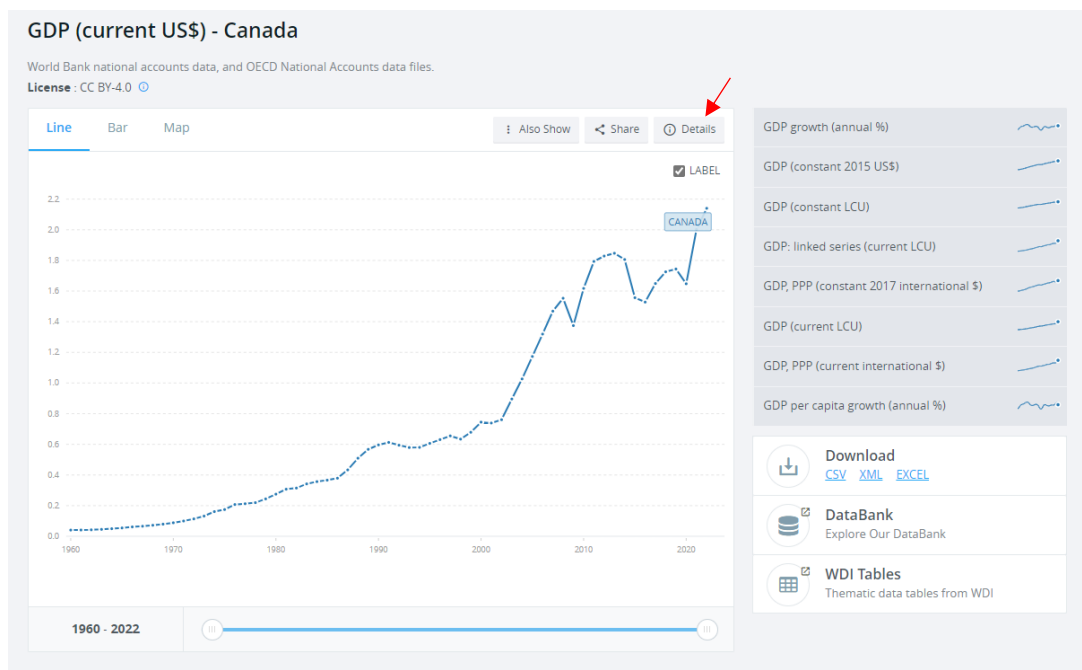 GDP (current US$) - Canada
World Bank national accounts data, and OECD National Accounts data files.
License : CC BY-4.0
Line Bar Map
Also Show Share Details
LABEL
2.2
2.0
1.8
1.6
1.4
1.2
1.0
0.8
0.6
0.4
0.2
0.0
CANADA
1960 1970 1980 1990 2000 2010 2020
1960 - 2022
GDP growth (annual %)
GDP (constant 2015 US$)
GDP (constant LCU)
GDP: linked series (current LCU)
GDP, PPP (constant 2017 international $)
GDP (current LCU)
GDP, PPP (current international $)
GDP per capita growth (annual %)
Download
CSV XML EXCEL
DataBank
Explore Our DataBank
WDI Tables
Thematic data tables from WDI